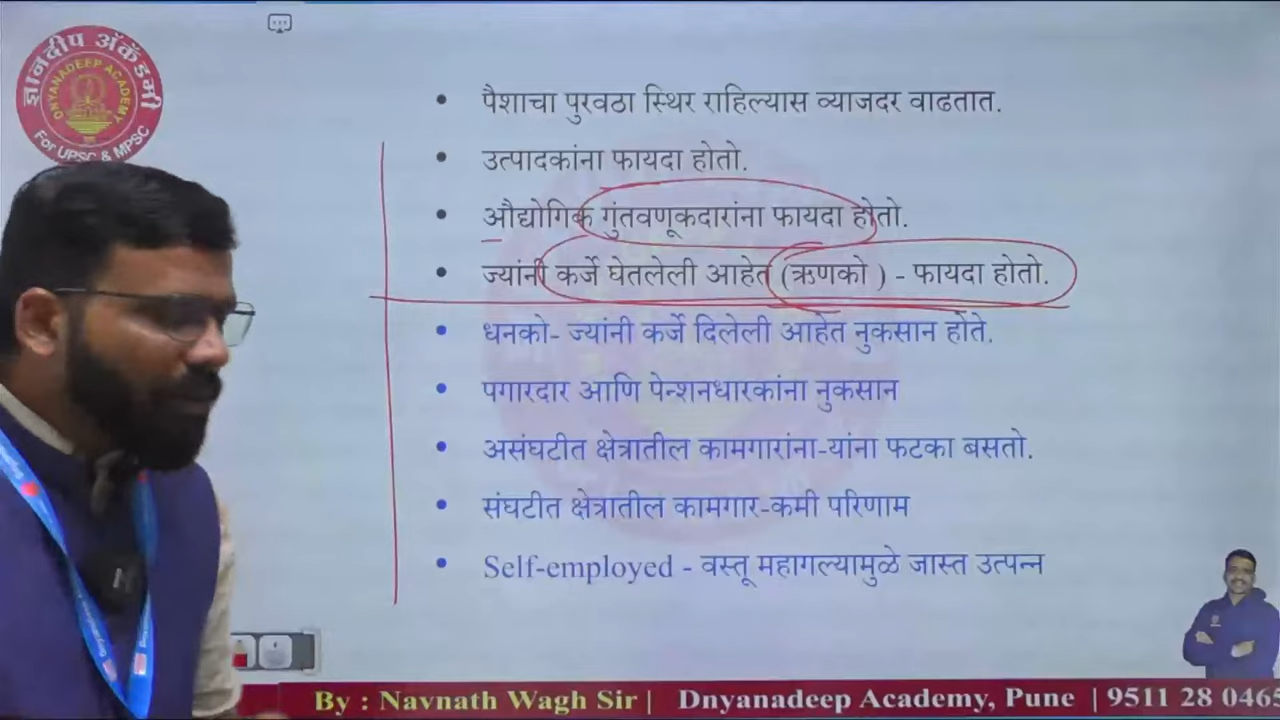 ज्ञानदीप अॅकॅडमी
DNYANADEEP ACADEMY
For UPSC & MPSC
• पैशाचा पुरवठा स्थिर राहिल्यास व्याजदर वाढतात.
• उत्पादकांना फायदा होतो.
• औद्योगिक गुंतवणूकदारांना फायदा होतो.
• ज्यांनी कर्जे घेतलेली आहेत (ऋणको ) - फायदा होतो.
• धनको- ज्यांनी कर्जे दिलेली आहेत नुकसान होते.
• पगारदार आणि पेन्शनधारकांना नुकसान
• असंघटीत क्षेत्रातील कामगारांना-यांना फटका बसतो.
• संघटीत क्षेत्रातील कामगार-कमी परिणाम
• Self-employed - वस्तू महागल्यामुळे जास्त उत्पन्न
By : Navnath Wagh Sir | Dnyanadeep Academy, Pune | 9511 28 0465